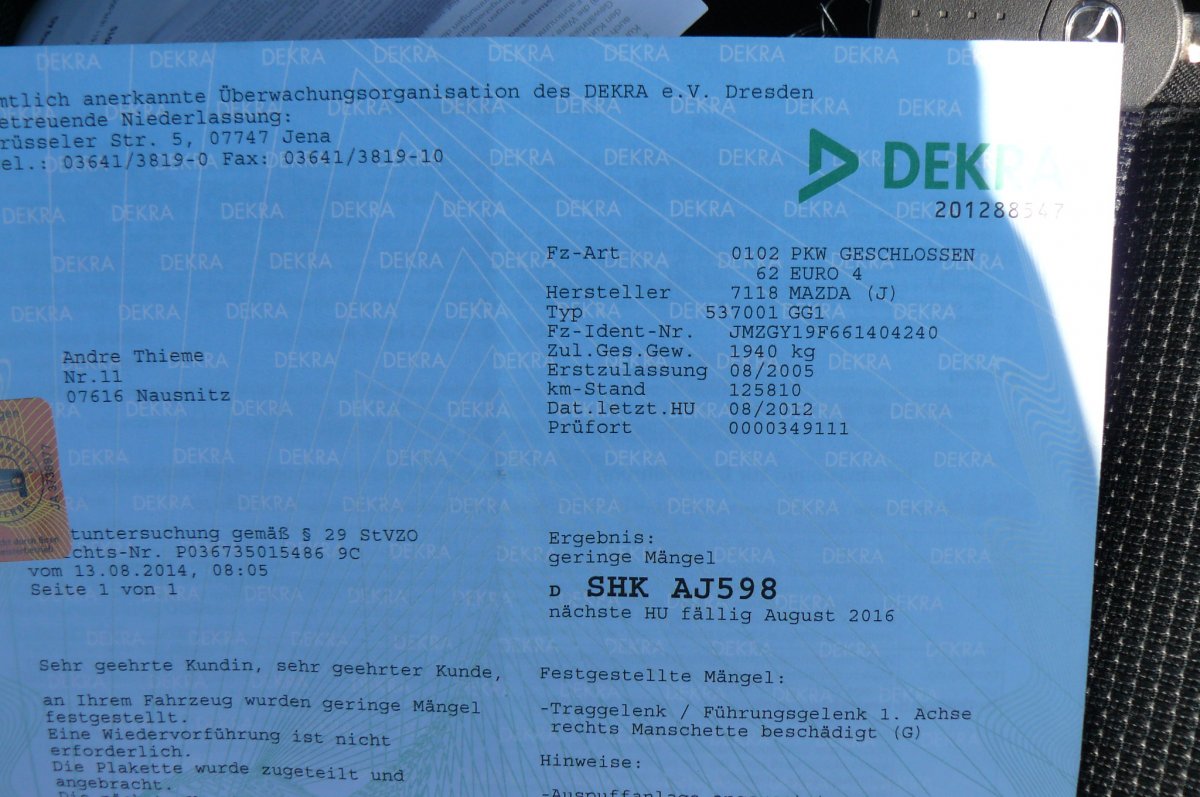 mtlich anerkannte Überwachungsorganisation des DEKRA e.V. Dresden
etreuende Niederlassung:
rüsseler Str. 5, 07747 Jena
el.: 03641/3819-0 Fax: 03641/3819-10
DEKRA
201288547
Fz-Art 0102 PKW GESCHLOSSEN
62 EURO 4
Hersteller 7118 MAZDA (J)
Typ 537001 GG1
Fz-Ident-Nr. JMZGY19F661404240
Zul.Ges.Gew. 1940 kg
Erstzulassung 08/2005
km-Stand 125810
Dat.letzt.HU 08/2012
Prüfort 0000349111
Andre Thieme
Nr.11
07616 Nausnitz
tuntersuchung gemäß § 29 StVZO
chts-Nr. P036735015486 9C
vom 13.08.2014, 08:05
Seite 1 von 1
Ergebnis:
geringe Mängel
D SHK AJ598
nächste HU fällig August 2016
Sehr geehrte Kundin, sehr geehrter Kunde,
an Ihrem Fahrzeug wurden geringe Mängel
festgestellt.
Eine Wiedervorführung ist nicht
erforderlich.
Die Plakette wurde zugeteilt und
angebracht.
Festgestellte Mängel:
-Traggelenk / Führungsgelenk 1. Achse
rechts Manschette beschädigt (G)
Hinweise:
-Auspuffanlage